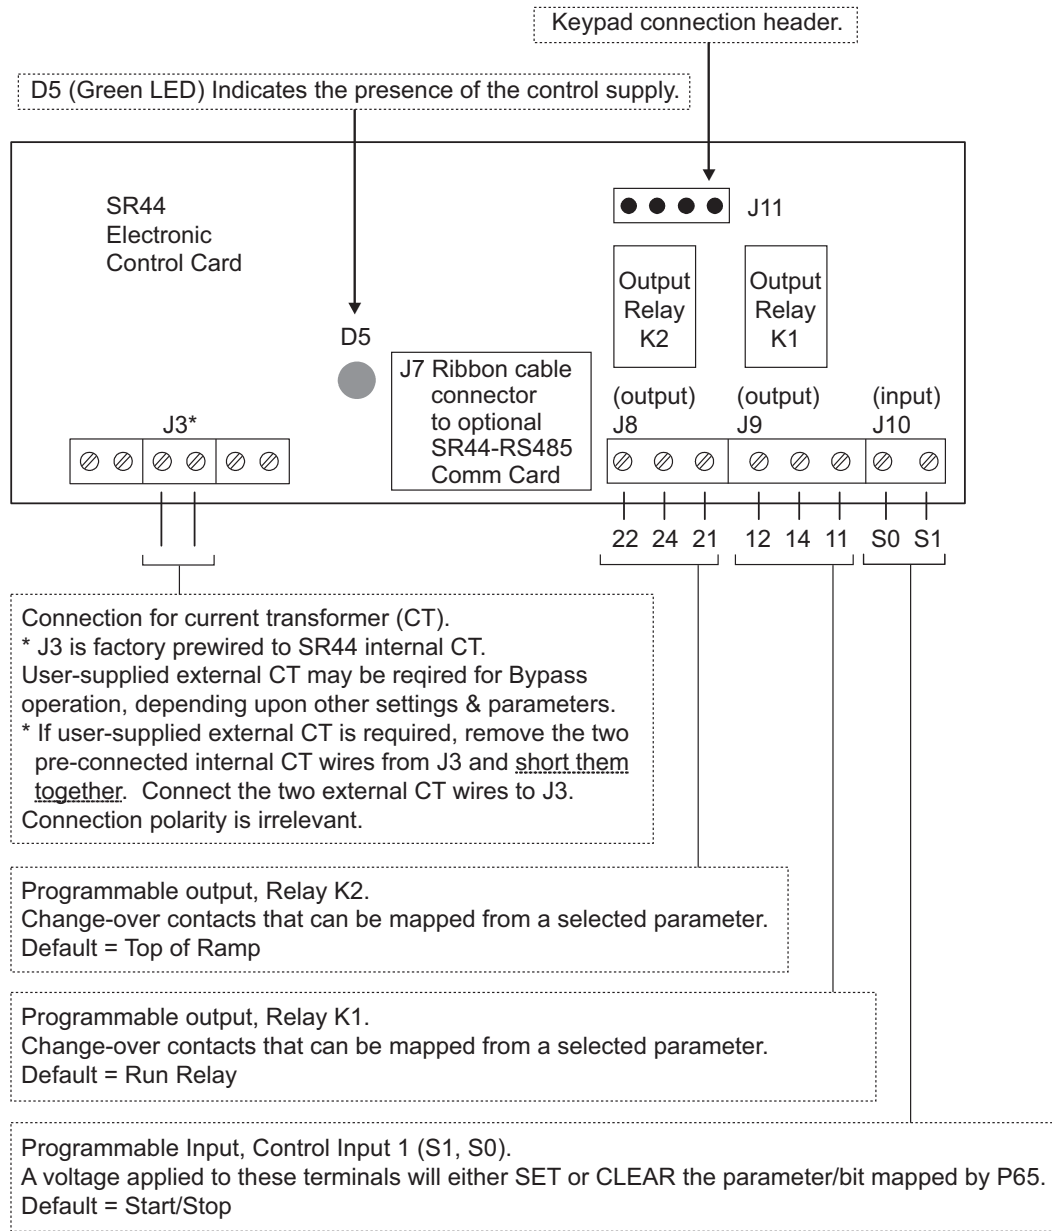 Keypad connection header.
D5 (Green LED) Indicates the presence of the control supply.
SR44
Electronic
Control Card
J11
Output
Relay
K2
Output
Relay
K1
D5
J7 Ribbon cable
connector
to optional
SR44-RS485
Comm Card
(output)
J8
(output)
J9
(input)
J10
J3*
22 24 21 12 14 11 S0 S1
Connection for current transformer (CT).
* J3 is factory prewired to SR44 internal CT.
User-supplied external CT may be reqired for Bypass
operation, depending upon other settings & parameters.
* If user-supplied external CT is required, remove the two
pre-connected internal CT wires from J3 and short them
together. Connect the two external CT wires to J3.
Connection polarity is irrelevant.
Programmable output, Relay K2.
Change-over contacts that can be mapped from a selected parameter.
Default = Top of Ramp
Programmable output, Relay K1.
Change-over contacts that can be mapped from a selected parameter.
Default = Run Relay
Programmable Input, Control Input 1 (S1, S0).
A voltage applied to these terminals will either SET or CLEAR the parameter/bit mapped by P65.
Default = Start/Stop